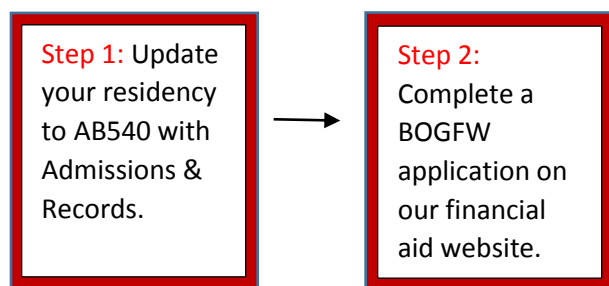 Step 1: Update
your residency
to AB540 with
Admissions &
Records.
Step 2:
Complete a
BOGFW
application on
our financial
aid website.